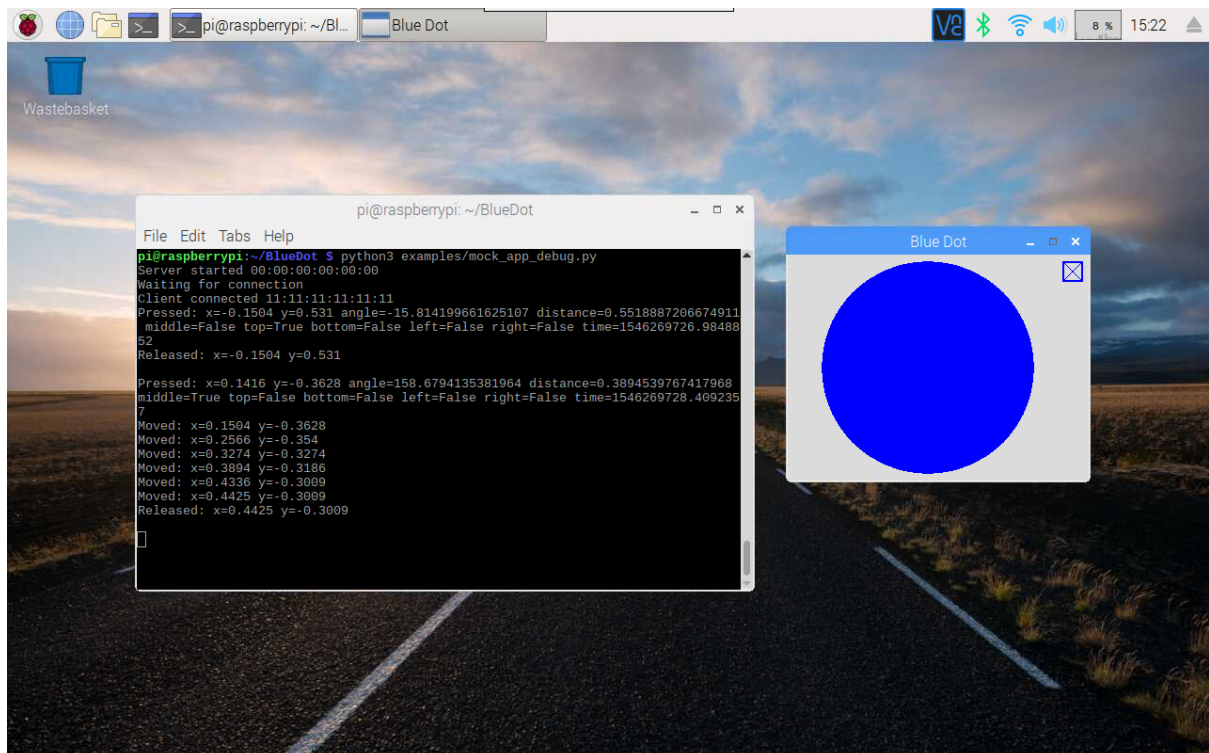 pi@raspberrypi: ~/Bl...
Blue Dot
8 %
15:22
Wastebasket
pi@raspberrypi: ~/BlueDot
File Edit Tabs Help
pi@raspberrypi:~/BlueDot $ python3 examples/mock_app_debug.py
Server started 00:00:00:00:00:00
Waiting for connection
Client connected 11:11:11:11:11:11
Pressed: x=-0.1504 y=0.531 angle=-15.814199661625107 distance=0.5518887206674911
middle=False top=True bottom=False left=False right=False time=1546269726.98488
52
Released: x=-0.1504 y=0.531
Pressed: x=0.1416 y=-0.3628 angle=158.6794135381964 distance=0.3894539767417968
middle=True top=False bottom=False left=False right=False time=1546269728.409235
7
Moved: x=0.1504 y=-0.3628
Moved: x=0.2566 y=-0.354
Moved: x=0.3274 y=-0.3274
Moved: x=0.3894 y=-0.3186
Moved: x=0.4336 y=-0.3009
Moved: x=0.4425 y=-0.3009
Released: x=0.4425 y=-0.3009
Blue Dot